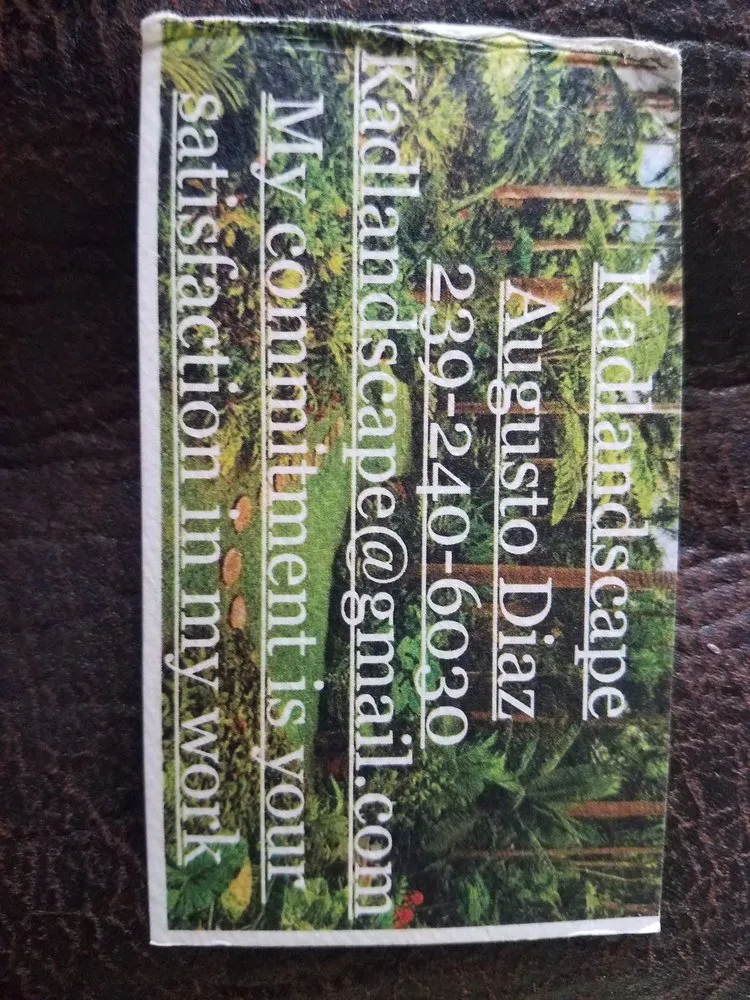 Kadlandscape
Augusto Diaz
239-240-6030
Kadlandscape@gmail.com
My commitment is your
satisfaction in my work